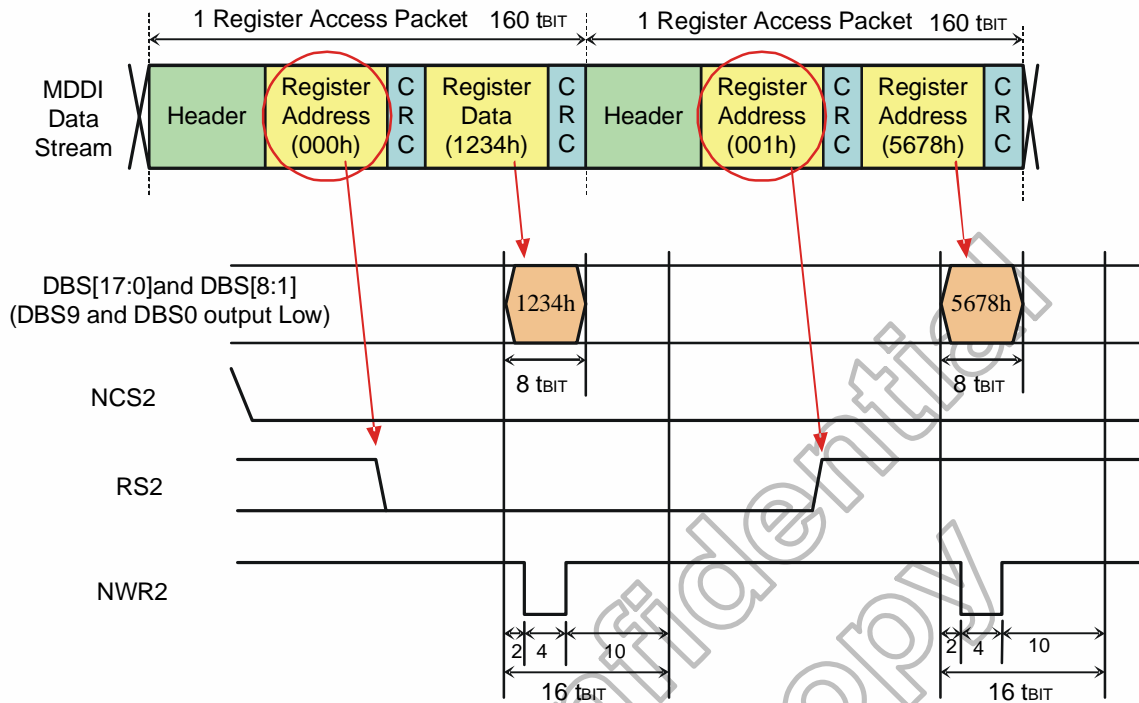 1 Register Access Packet 160 tBIT
1 Register Access Packet 160 tBIT
MDDI
Data
Stream
Header
Register
Address
(000h)
C
R
C
Register
Data
(1234h)
C
R
C
Header
Register
Address
(001h)
C
R
C
Register
Address
(5678h)
C
R
C
DBS[17:0]and DBS[8:1]
(DBS9 and DBS0 output Low)
1234h
5678h
8 tBIT
8 tBIT
NCS2
RS2
NWR2
2
4
10
2
4
10
16 tBIT
16 tBIT
onfidential
opy